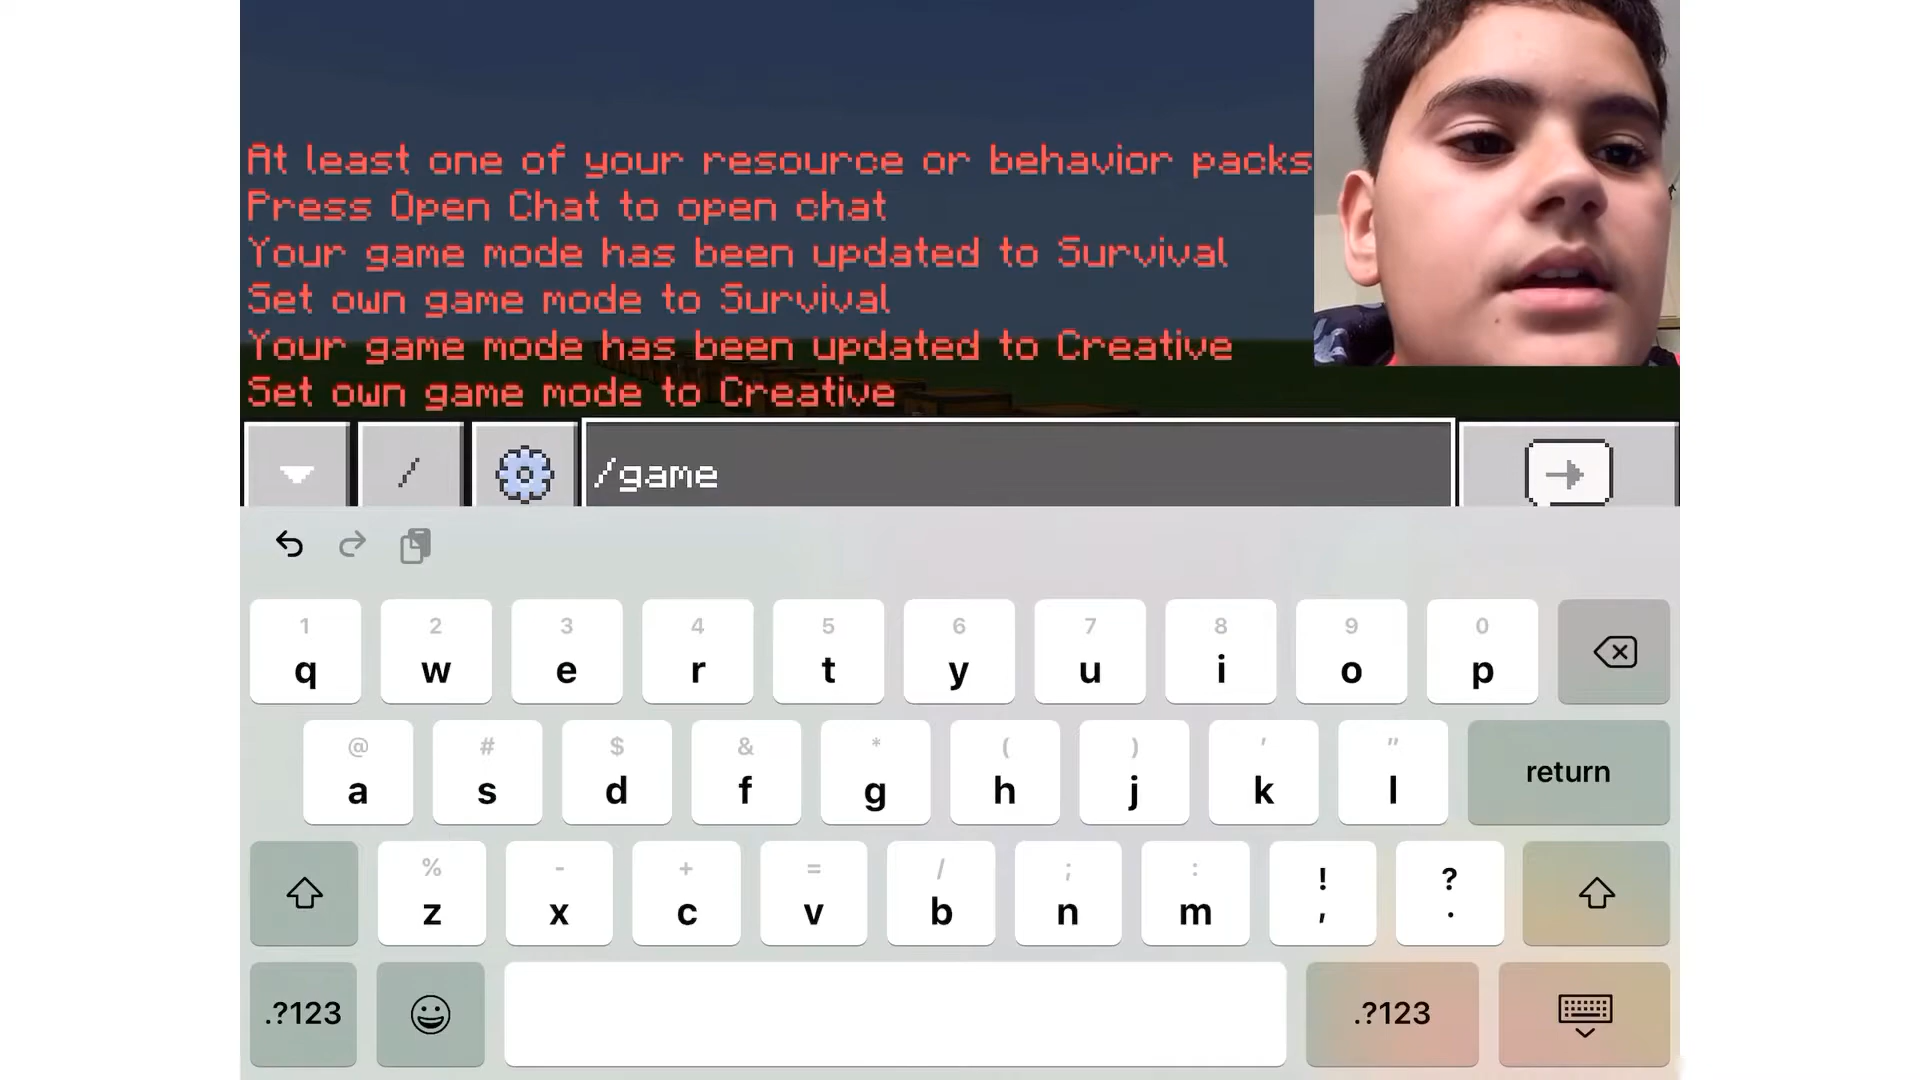 At least one of your resource or behavior packs
Press Open Chat to open chat
Your game mode has been updated to Survival
Set own game mode to Survival
Your game mode has been updated to Creative
Set own game mode to Creative
/
/game
1 2 3 4 5 6 7 8 9 0
q w e r t y u i o p
@ # $ & * ( ) ' "
a s d f g h j k l return
% - + = / ; : ! ?
z x c v b n m , .
.?123 .?123